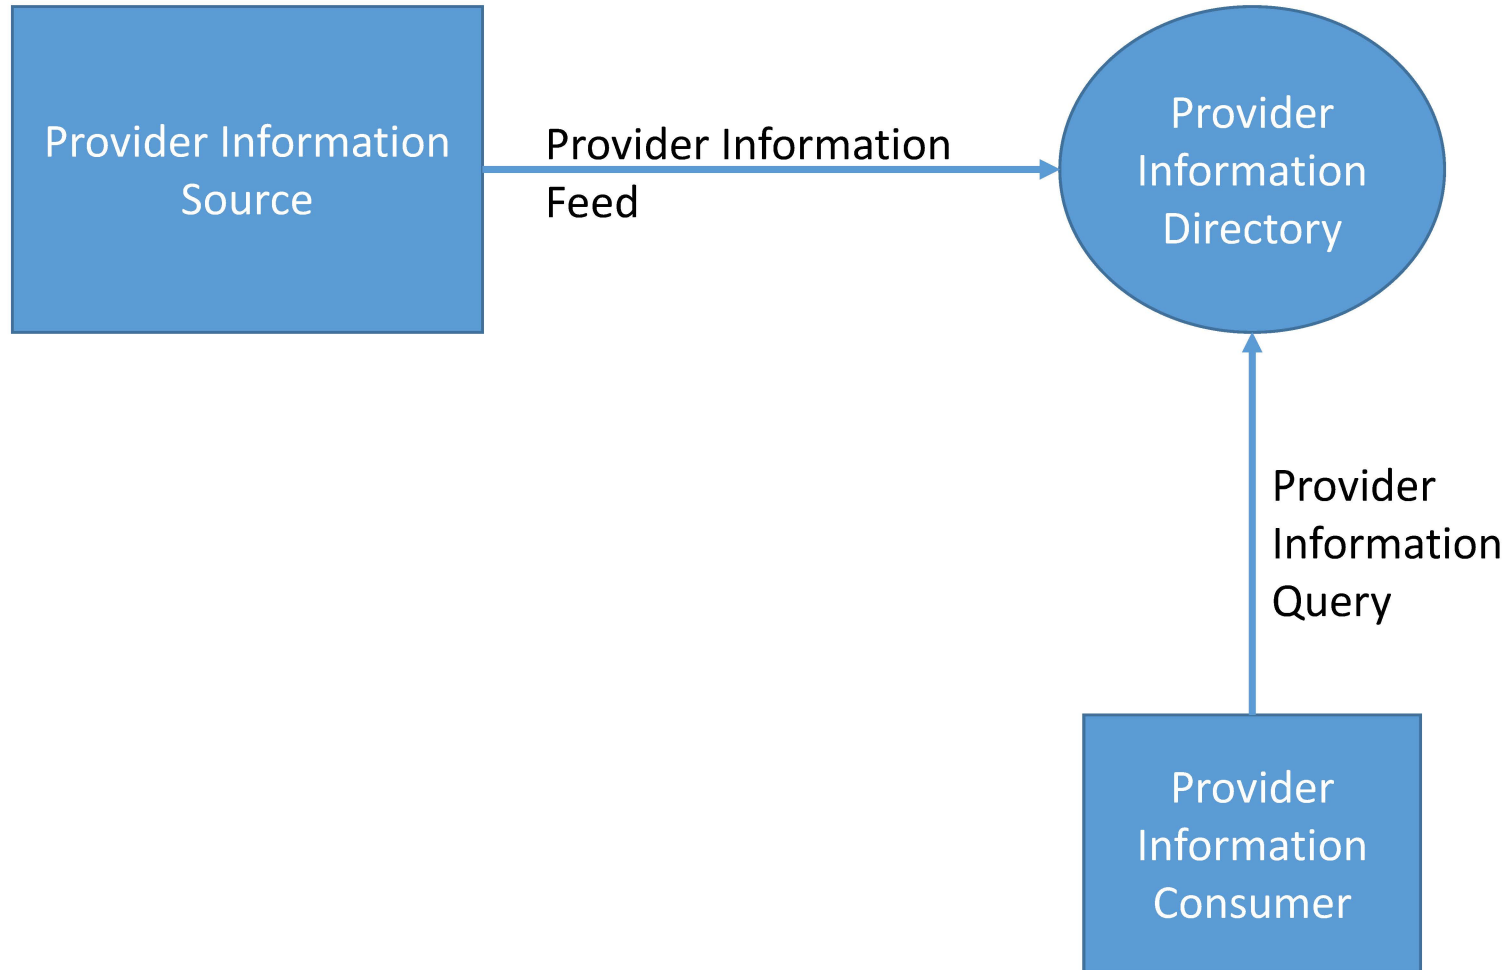 Provider Information
Source
Provider Information
Feed
Provider
Information
Directory
Provider
Information
Query
Provider
Information
Consumer